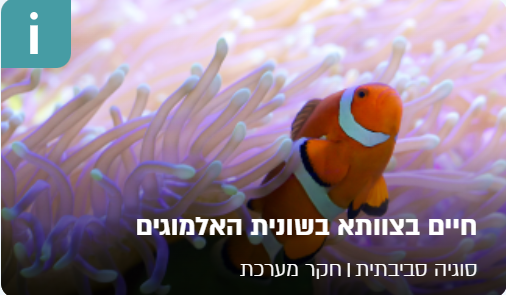 i
חיים בצוותא בשונית האלמוגים
סוגיה סביבתית | חקר מערכת